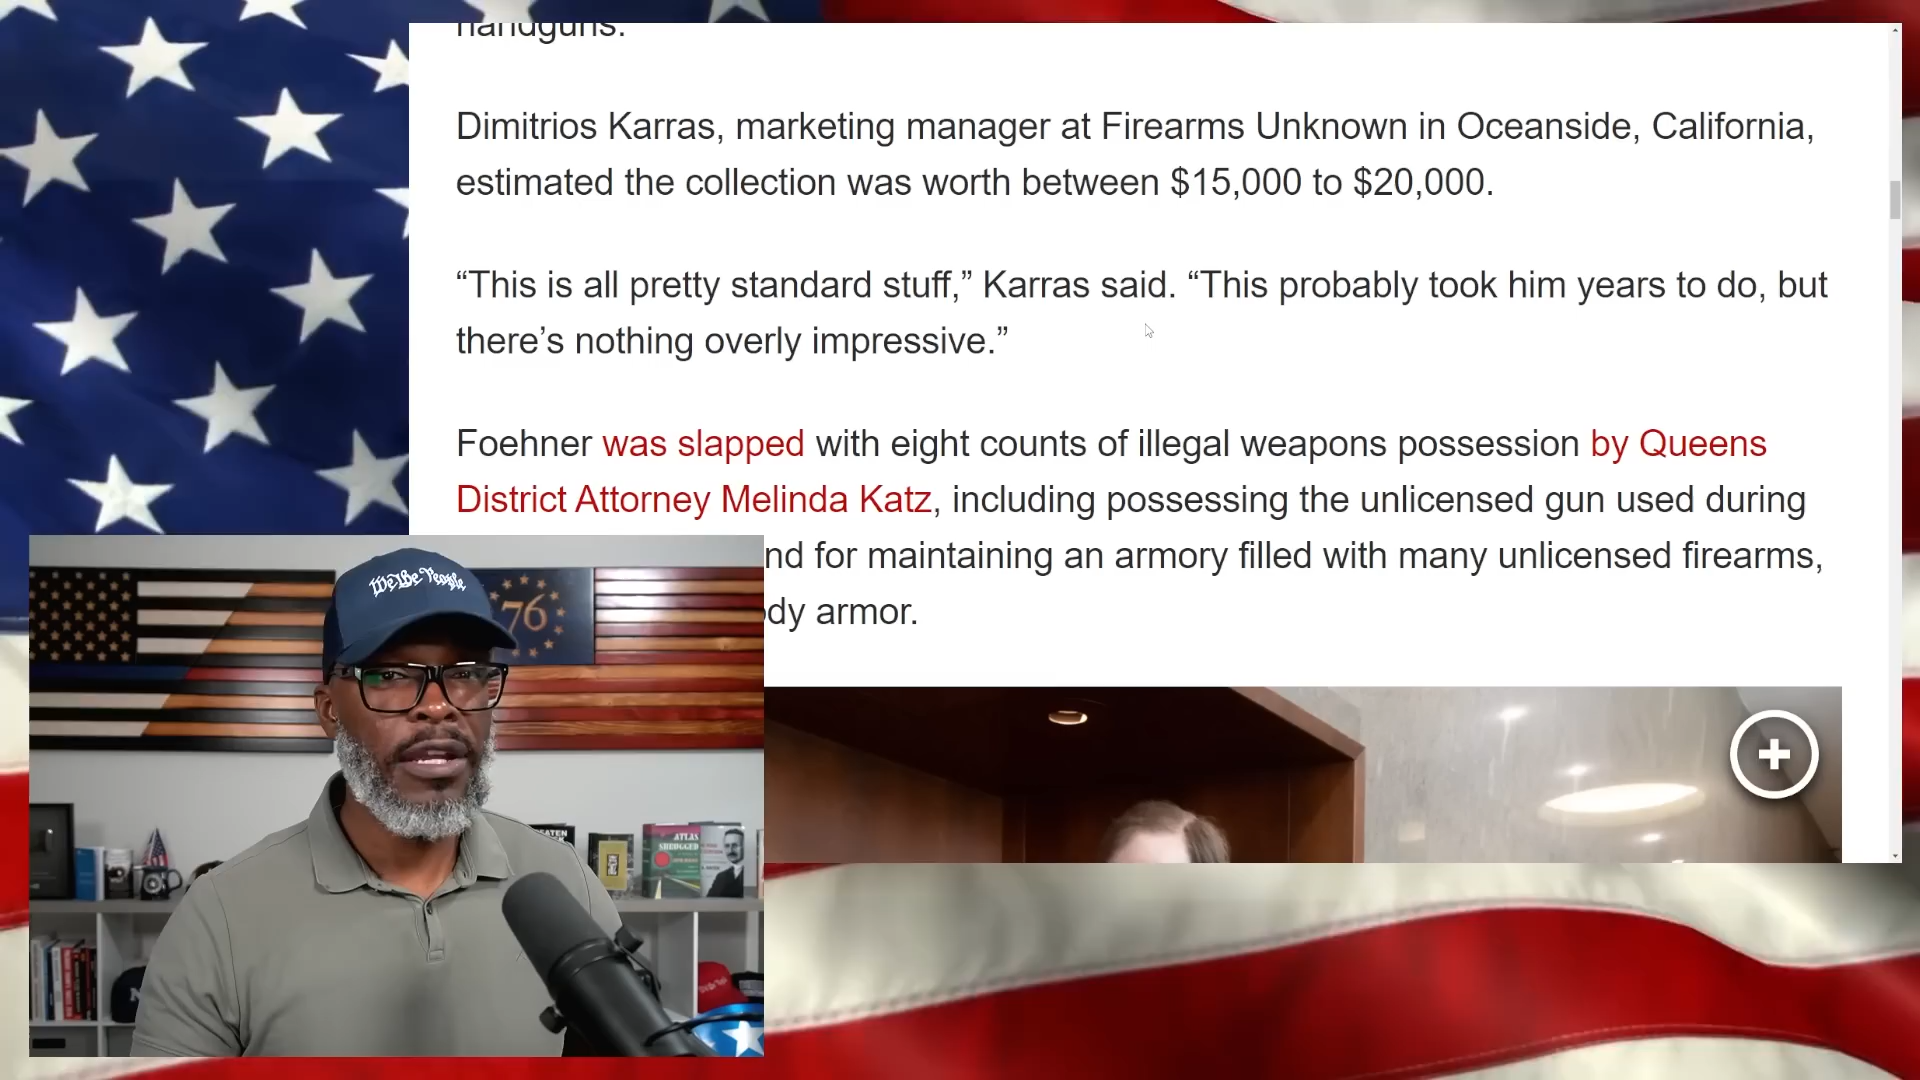 handguns.
Dimitrios Karras, marketing manager at Firearms Unknown in Oceanside, California,
estimated the collection was worth between $15,000 to $20,000.
“This is all pretty standard stuff,” Karras said. “This probably took him years to do, but
there’s nothing overly impressive.”
Foehner was slapped with eight counts of illegal weapons possession by Queens
District Attorney Melinda Katz, including possessing the unlicensed gun used during
nd for maintaining an armory filled with many unlicensed firearms,
dy armor.
We The People
76
ATLAS
SHRUGGED